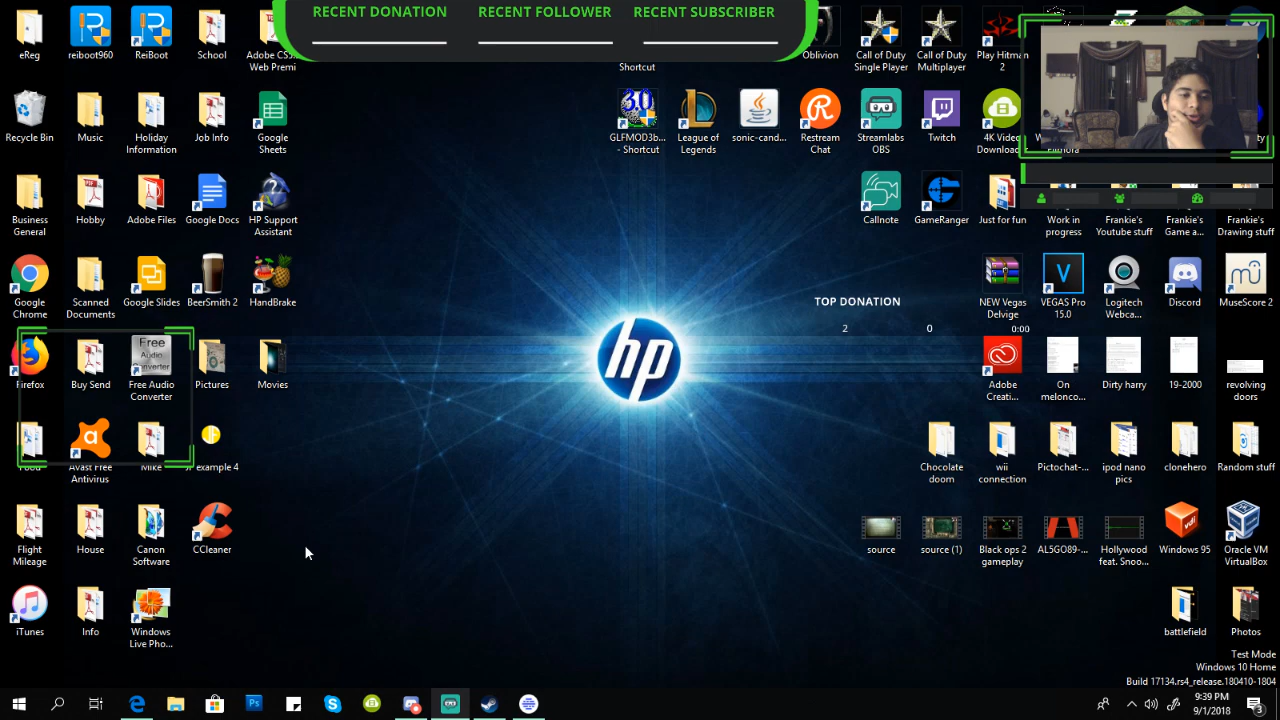 RECENT DONATION RECENT FOLLOWER RECENT SUBSCRIBER
eReg
reiboot960
ReiBoot
School
Web Premi
Shortcut
Oblivion
Call of Duty
Single Player
Call of Duty
Multiplayer
Play Hitman
2
Recycle Bin
Music
Holiday
Information
Job Info
Google
Sheets
3.0
GLFMOD3b...
- Shortcut
League of
Legends
sonic-cand...
Restream
Chat
Streamlabs
OBS
Twitch
4K Video
Business
General
Hobby
Adobe Files
Google Docs
HP Support
Assistant
Callnote
GameRanger
Just for fun
Work in
progress
Frankie's
Youtube stuff
Frankie's
Game a...
Frankie's
Drawing stuff
Google
Chrome
Scanned
Documents
Google Slides
BeerSmith 2
HandBrake
NEW Vegas
Delvige
VEGAS Pro
15.0
Logitech
Webca...
Discord
MuseScore 2
TOP DONATION
2 0 0:00
hp
Firefox
Buy Send
Free
Audio
Converter
Free Audio
Converter
Pictures
Movies
Adobe
Creati...
On
melonco...
Dirty harry
19-2000
revolving
doors
Food
Avast Free
Antivirus
Mike
example 4
Chocolate
doom
wii
connection
Pictochat-...
ipod nano
pics
clonehero
Random stuff
Flight
Mileage
House
Canon
Software
CCleaner
source
source (1)
Black ops 2
gameplay
AL5GO89-...
Hollywood
feat. Snoo...
Windows 95
Oracle VM
VirtualBox
iTunes
Info
Windows
Live Pho...
battlefield
Photos
Test Mode
Windows 10 Home
Build 17134.rs4_release.180410-1804
9:39 PM
9/1/2018
3